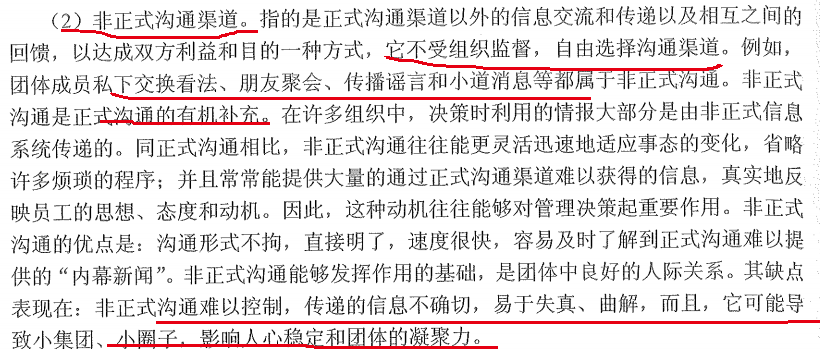 （2）非正式沟通渠道。指的是正式沟通渠道以外的信息交流和传递以及相互之间的
回馈，以达成双方利益和目的一种方式，它不受组织监督，自由选择沟通渠道。例如，
团体成员私下交换看法、朋友聚会、传播谣言和小道消息等都属于非正式沟通。非正式
沟通是正式沟通的有机补充。在许多组织中，决策时利用的情报大部分是由非正式信息
系统传递的。同正式沟通相比，非正式沟通往往能更灵活迅速地适应事态的变化，省略
许多烦琐的程序；并且常常能提供大量的通过正式沟通渠道难以获得的信息，真实地反
映员工的思想、态度和动机。因此，这种动机往往能够对管理决策起重要作用。非正式
沟通的优点是：沟通形式不拘，直接明了，速度很快，容易及时了解到正式沟通难以提
供的“内幕新闻”。非正式沟通能够发挥作用的基础，是团体中良好的人际关系。其缺点
表现在：非正式沟通难以控制，传递的信息不确切，易于失真、曲解，而且，它可能导
致小集团、小圈子，影响人心稳定和团体的凝聚力。